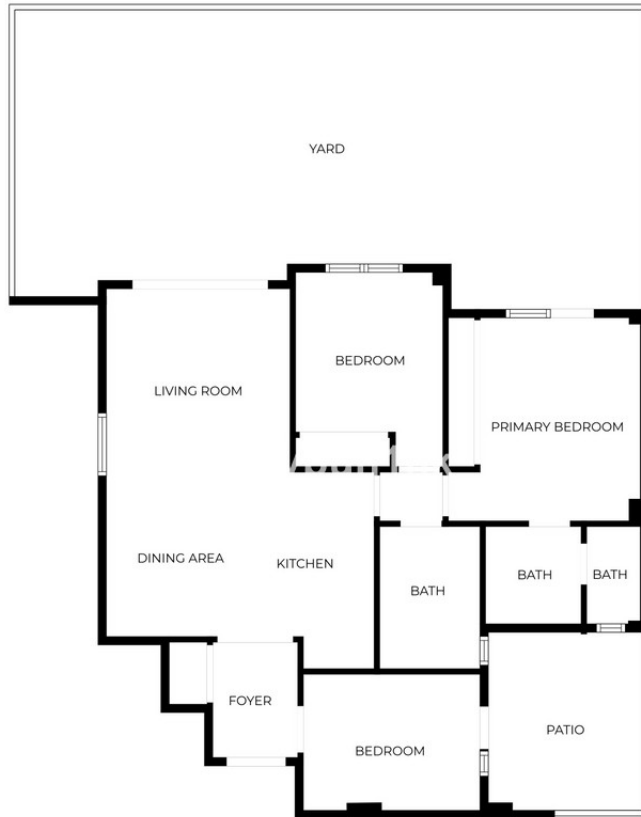 YARD
BEDROOM
LIVING ROOM
PRIMARY BEDROOM
DINING AREA
KITCHEN
BATH
BATH
BATH
FOYER
BEDROOM
PATIO